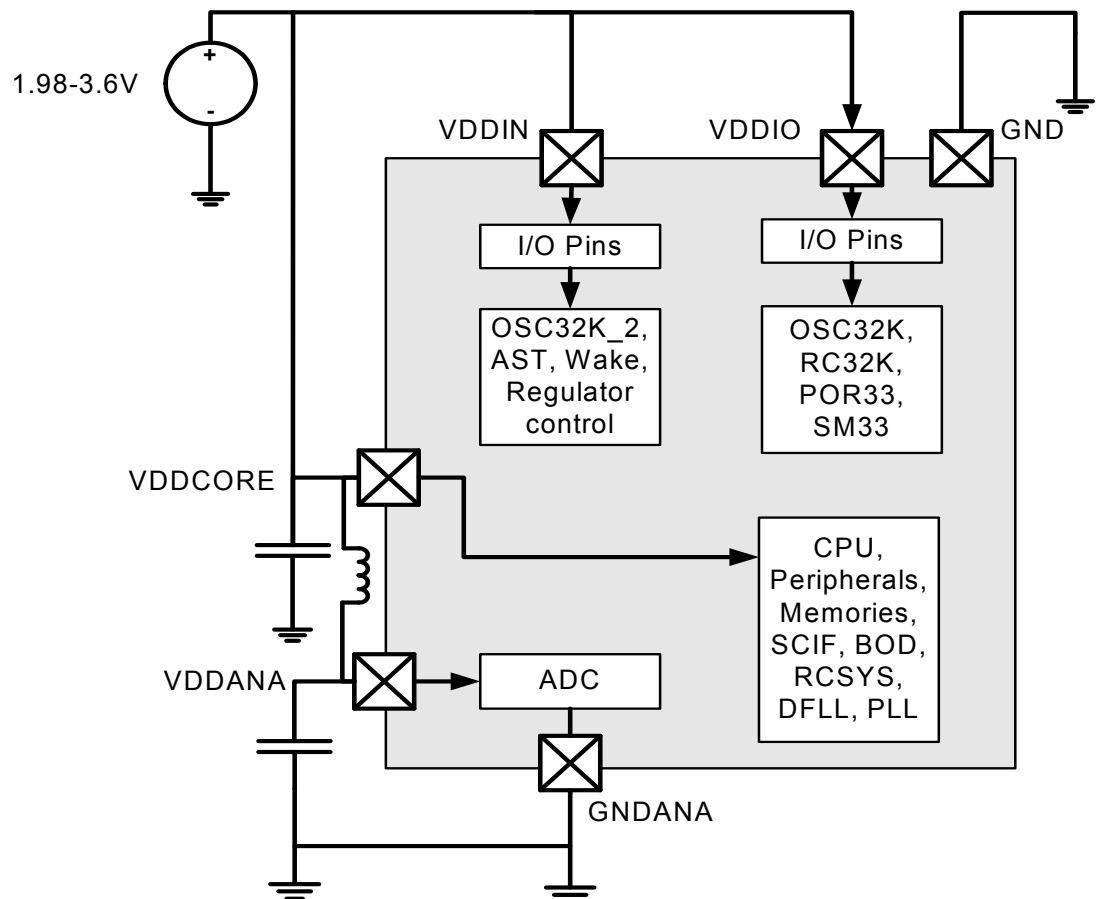 +
1.98-3.6V
-
VDDIN
VDDIO
GND
I/O Pins
I/O Pins
OSC32K_2,
AST, Wake,
Regulator
control
OSC32K,
RC32K,
POR33,
SM33
VDDCORE
CPU,
Peripherals,
Memories,
SCIF, BOD,
RCSYS,
DFLL, PLL
VDDANA
ADC
GNDANA